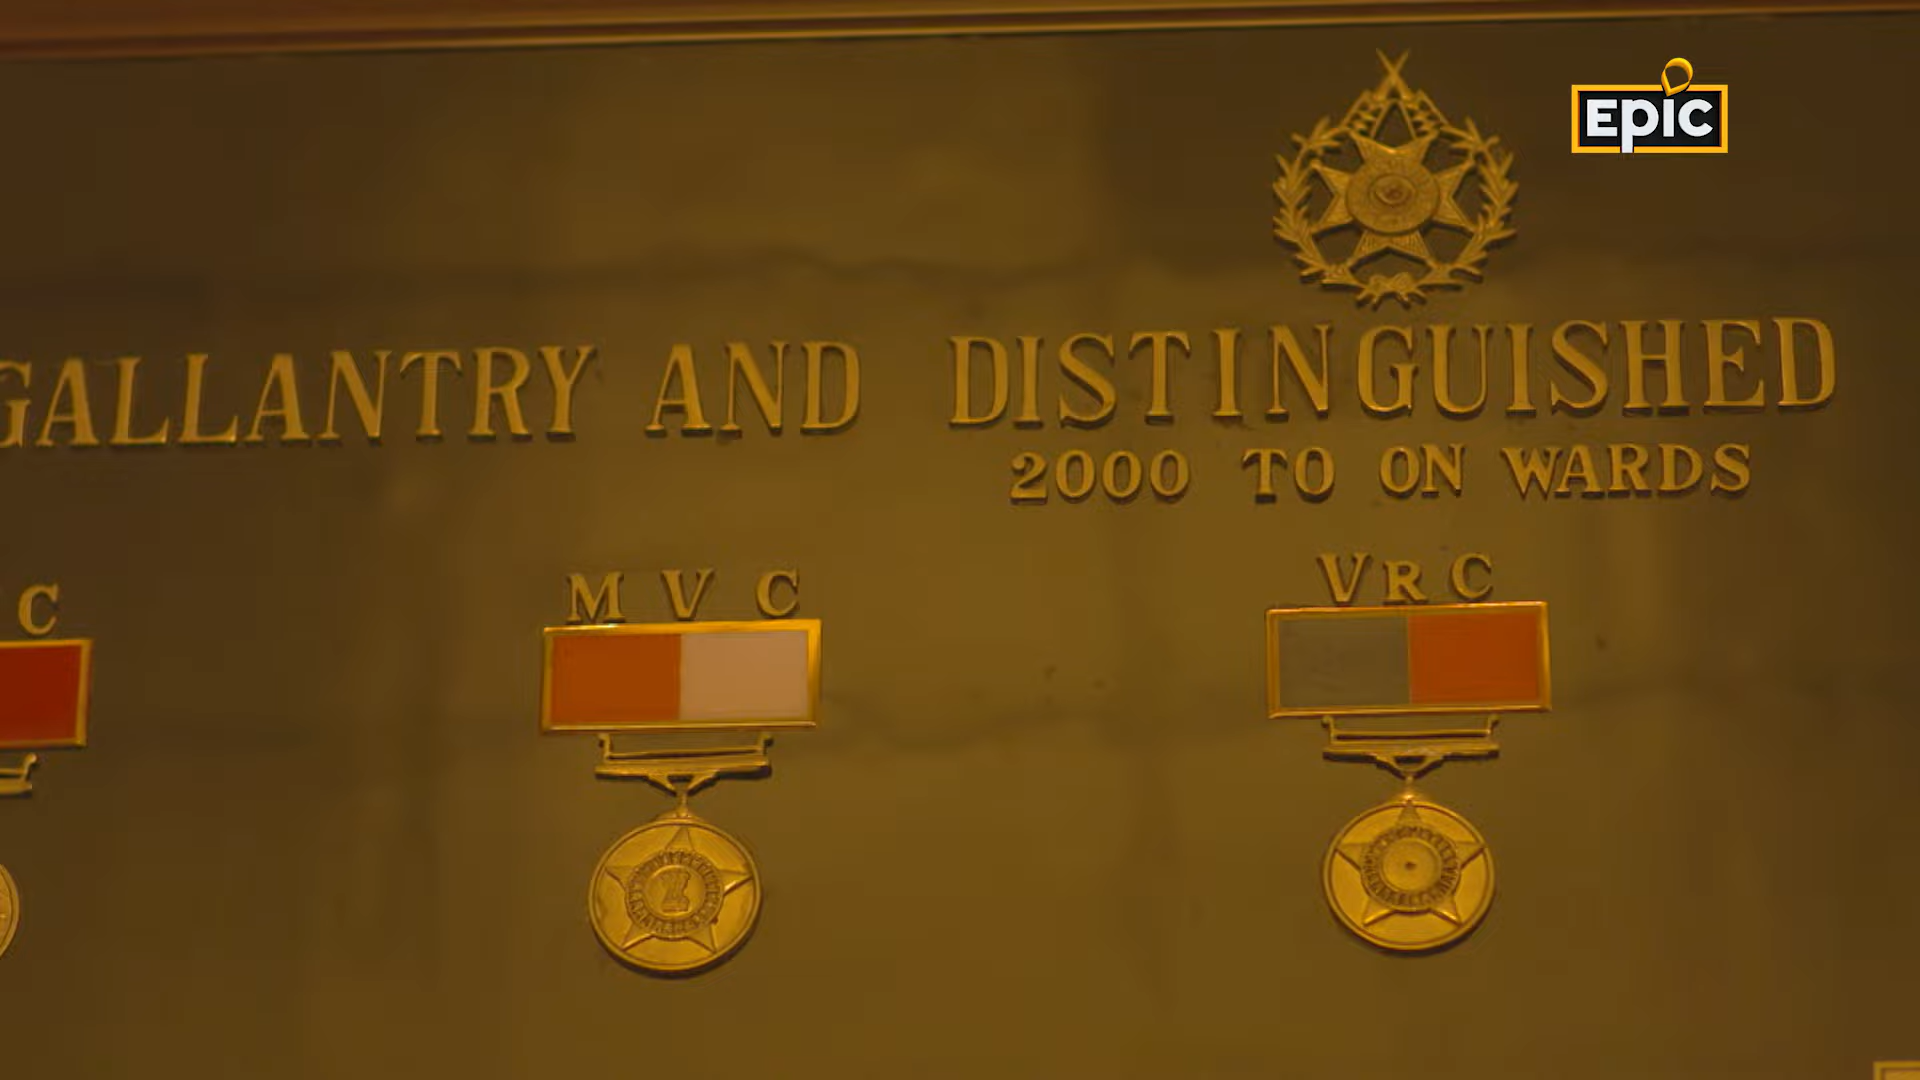 EPIC
GALLANTRY AND DISTINGUISHED
2000 TO ON WARDS
C
M V C
VRC